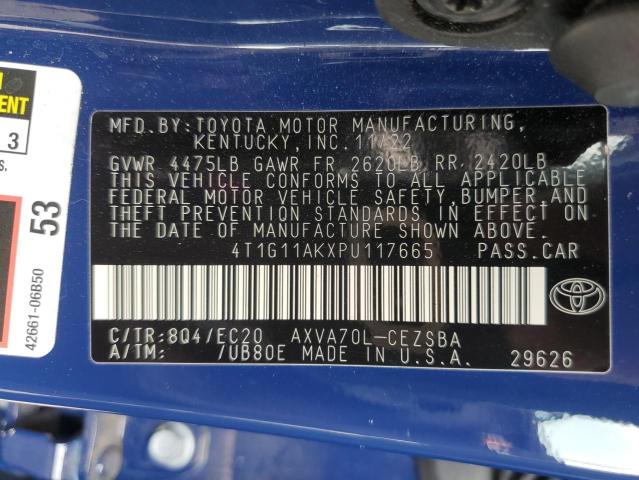 MENT
3
s.
53
42661-06B50
MFD.BY:TOYOTA MOTOR MANUFACTURING,
KENTUCKY,INC. 11/22
GVWR 4475LB GAWR FR 2620LB RR 2420LB
THIS VEHICLE CONFORMS TO ALL APPLICABLE
FEDERAL MOTOR VEHICLE SAFETY,BUMPER,AND
THEFT PREVENTION STANDARDS IN EFFECT ON
THE DATE OF MANUFACTURE SHOWN ABOVE.
4T1G11AKXPU117665 PASS.CAR
C/TR:8Q4/EC20 AXVA70L-CEZSBA
A/TM: /UB80E MADE IN U.S.A. 29626